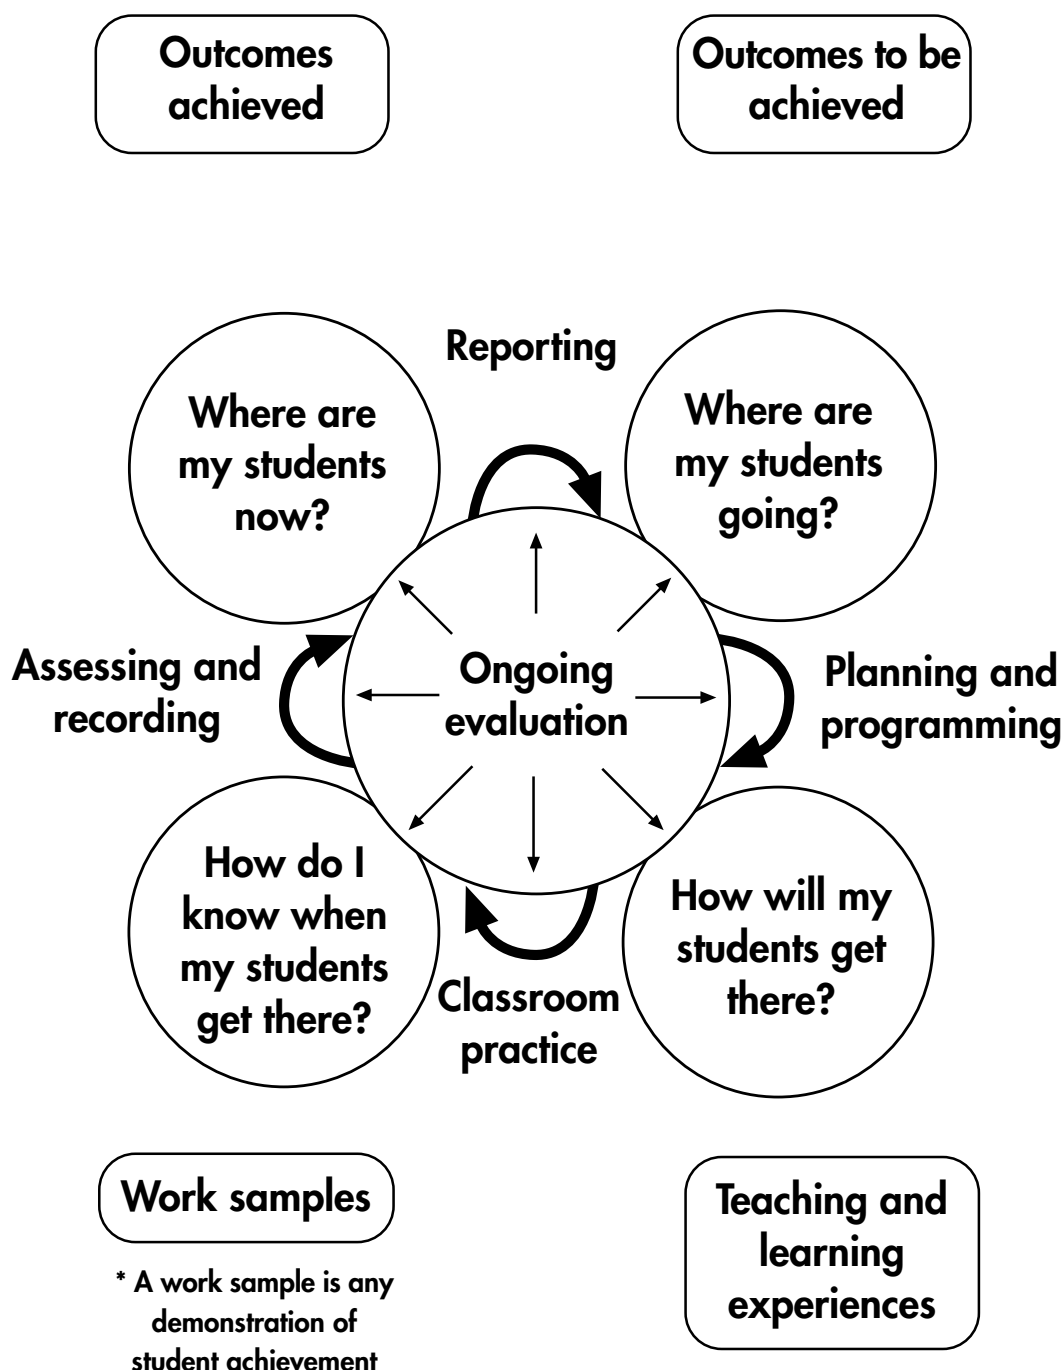 Outcomes
achieved
Outcomes to be
achieved
Reporting
Where are
my students
now?
Where are
my students
going?
Assessing and
recording
Ongoing
evaluation
Planning and
programming
How do I
know when
my students
get there?
Classroom
practice
How will my
students get
there?
Work samples
* A work sample is any
demonstration of
student achievement
Teaching and
learning
experiences